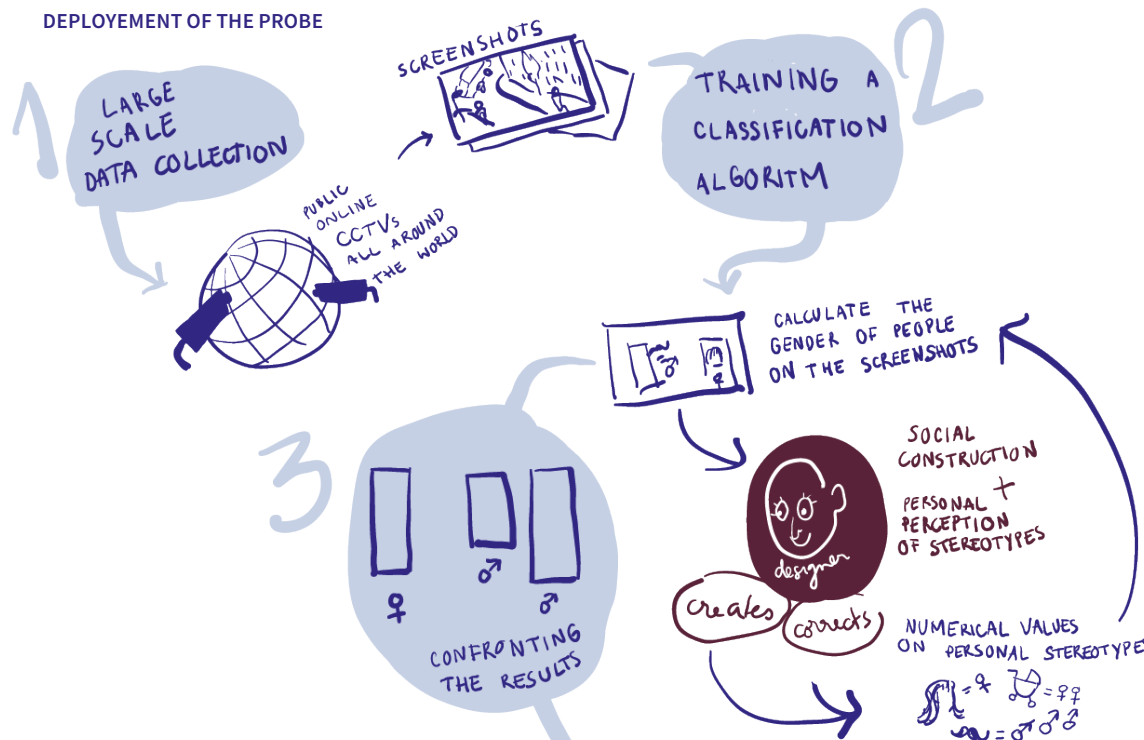 DEPLOYEMENT OF THE PROBE
1
LARGE
SCALE
DATA COLLECTION
PUBLIC
ONLINE
CCTVs
ALL AROUND
THE WORLD
SCREENSHOTS
2
TRAINING A
CLASSIFICATION
ALGORITM
CALCULATE THE
GENDER OF PEOPLE
ON THE SCREENSHOTS
= ♂
♀
designer
SOCIAL
CONSTRUCTION
+
PERSONAL
PERCEPTION
OF STEREOTYPES
creates
corrects
NUMERICAL VALUES
ON PERSONAL STEREOTYPE
= ♀
= ♀♀
= ♂ ♂ ♂
3
♀
♂
♂
CONFRONTING
THE RESULTS